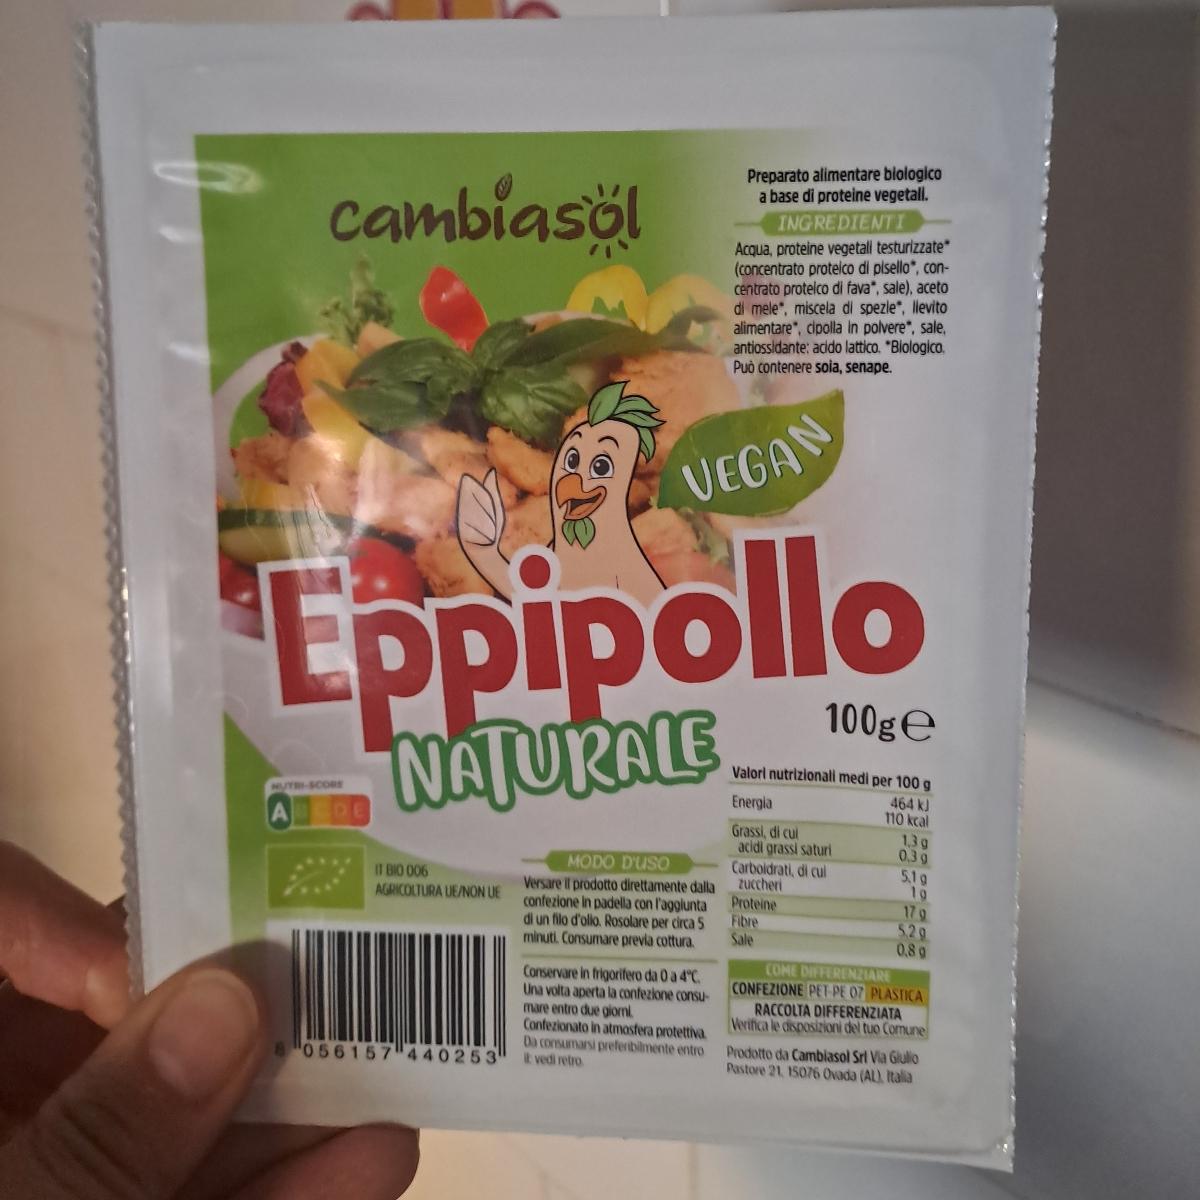 cambiasol
Preparato alimentare biologico
a base di proteine vegetali.
INGREDIENTI
Acqua, proteine vegetali testurizzate*
(concentrato proteico di pisello*, con-
centrato proteico di fava*, sale), aceto
di mele*, miscela di spezie*, lievito
alimentare*, cipolla in polvere*, sale,
antiossidante: acido lattico. *Biologico.
Può contenere soia, senape.
VEGAN
Eppipollo
NATURALE
100g e
NUTRI-SCORE
A B C D E
IT BIO 006
AGRICOLTURA UE/NON UE
8 056157 440253
MODO D'USO
Versare il prodotto direttamente dalla
confezione in padella con l'aggiunta
di un filo d'olio. Rosolare per circa 5
minuti. Consumare previa cottura.
Conservare in frigorifero da 0 a 4°C.
Una volta aperta la confezione consu-
mare entro due giorni.
Confezionato in atmosfera protettiva.
Da consumarsi preferibilmente entro
il: vedi retro.
Valori nutrizionali medi per 100 g
Energia 464 kJ
110 kcal
Grassi, di cui 1,3 g
acidi grassi saturi 0,3 g
Carboidrati, di cui 5,1 g
zuccheri 1 g
Proteine 17 g
Fibre 5,2 g
Sale 0,8 g
COME DIFFERENZIARE
CONFEZIONE PET-PE 07 PLASTICA
RACCOLTA DIFFERENZIATA
Verifica le disposizioni del tuo Comune
Prodotto da Cambiasol Srl Via Giulio
Pastore 21, 15076 Ovada (AL), Italia